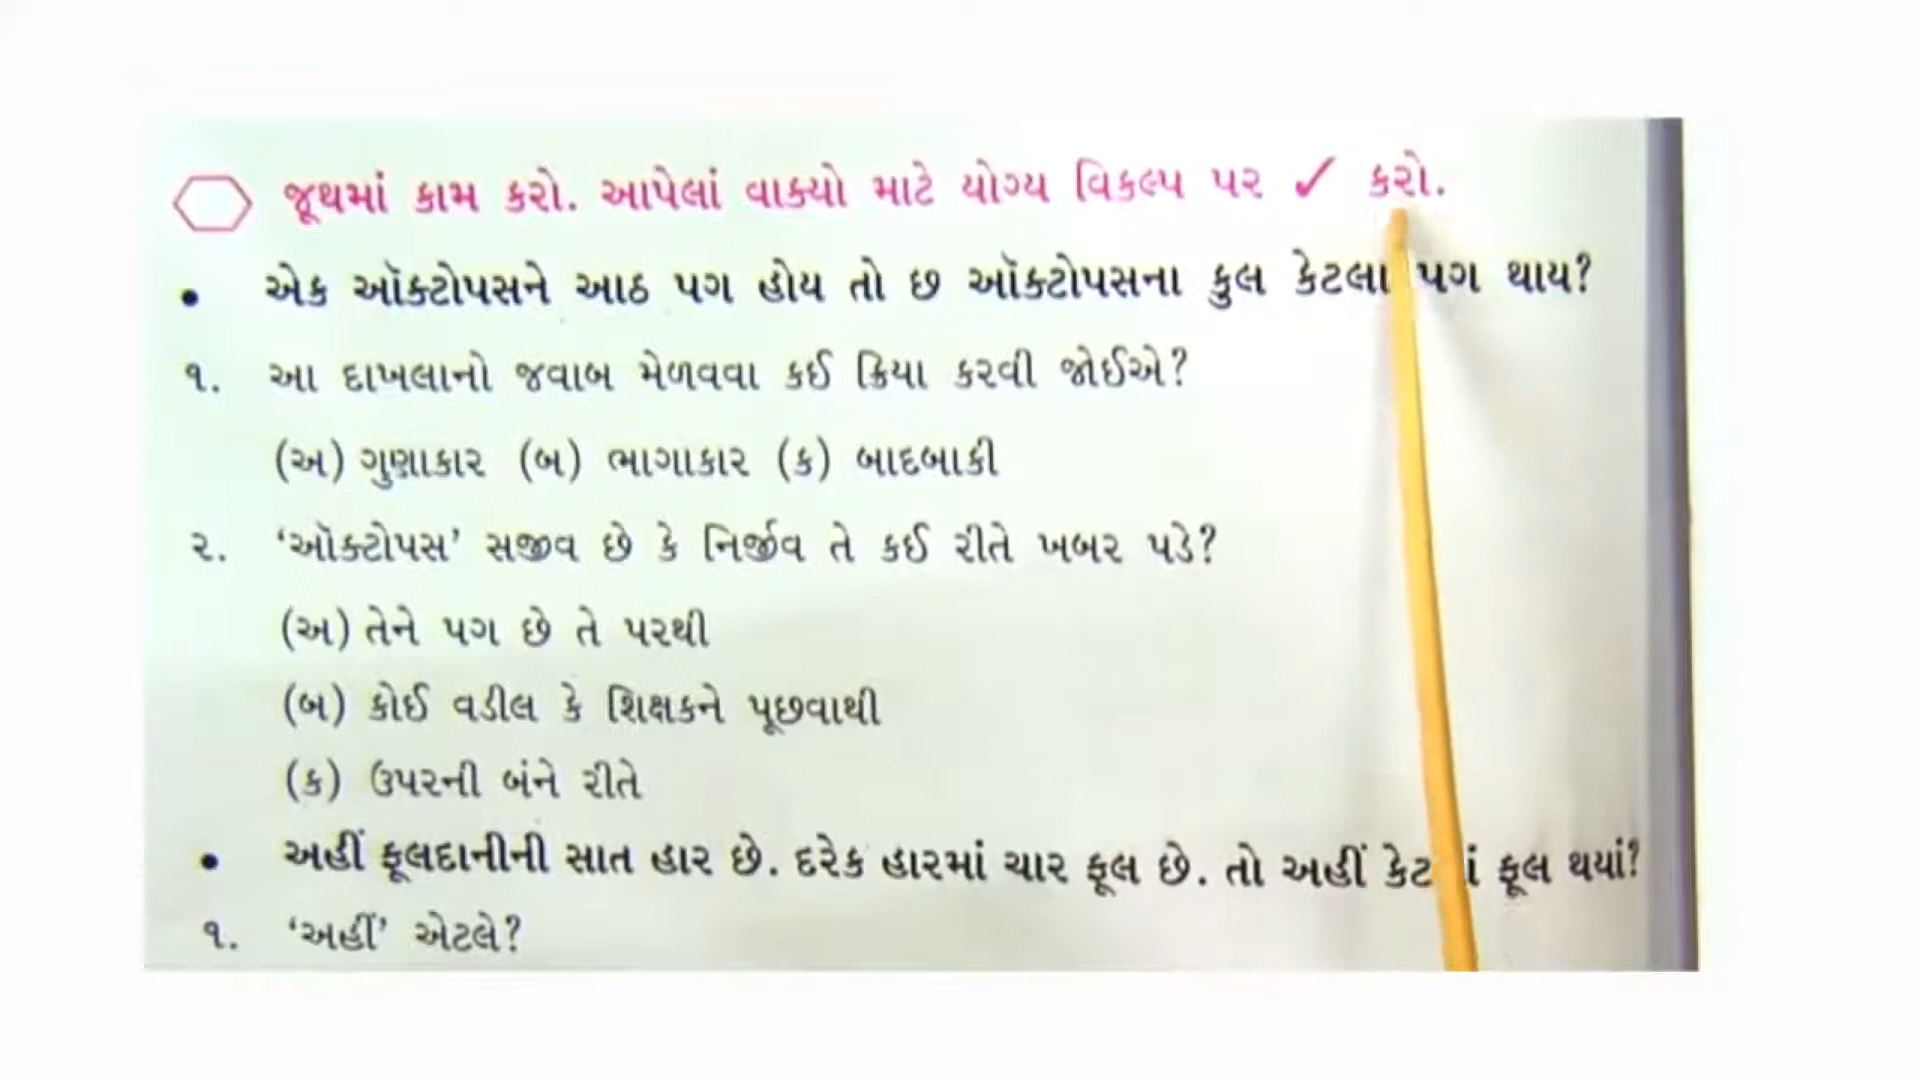 જૂથમાં કામ કરો. આપેલાં વાક્યો માટે યોગ્ય વિકલ્પ પર ✓ કરો.
• એક ઑક્ટોપસને આઠ પગ હોય તો છ ઑક્ટોપસના કુલ કેટલા પગ થાય?
૧. આ દાખલાનો જવાબ મેળવવા કઈ ક્રિયા કરવી જોઈએ?
(અ) ગુણાકાર (બ) ભાગાકાર (ક) બાદબાકી
૨. ‘ઑક્ટોપસ’ સજીવ છે કે નિર્જીવ તે કઈ રીતે ખબર પડે?
(અ) તેને પગ છે તે પરથી
(બ) કોઈ વડીલ કે શિક્ષકને પૂછવાથી
(ક) ઉપરની બંને રીતે
• અહીં ફૂલદાનીની સાત હાર છે. દરેક હારમાં ચાર ફૂલ છે. તો અહીં ફૂલ થયાં?
૧. ‘અહીં’ એટલે?